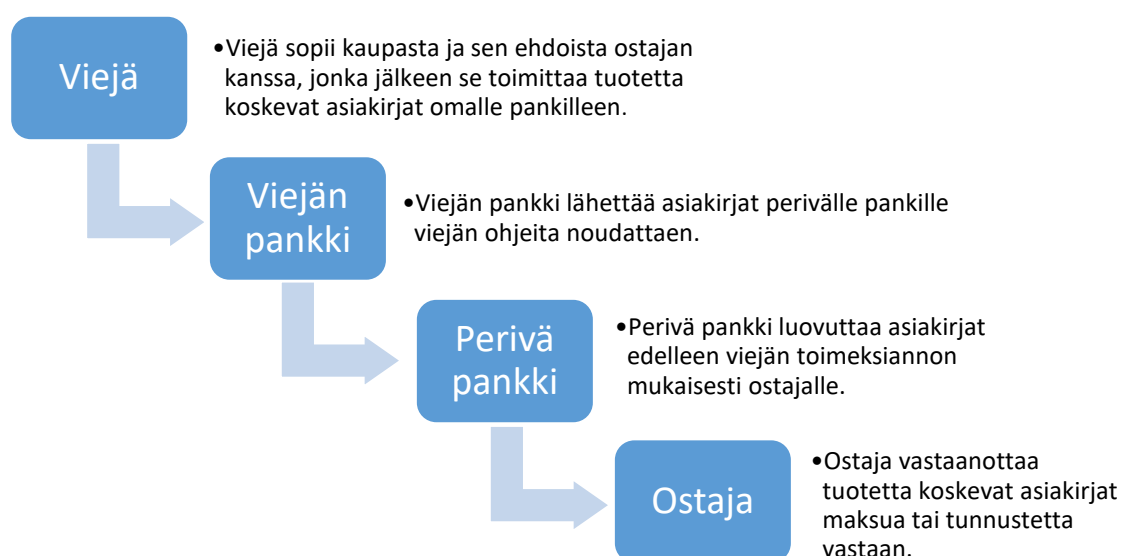 Viejä
•Viejä sopii kaupasta ja sen ehdoista ostajan
kanssa, jonka jälkeen se toimittaa tuotetta
koskevat asiakirjat omalle pankilleen.
Viejän
pankki
•Viejän pankki lähettää asiakirjat perivälle pankille
viejän ohjeita noudattaen.
Perivä
pankki
•Perivä pankki luovuttaa asiakirjat
edelleen viejän toimeksiannon
mukaisesti ostajalle.
Ostaja
•Ostaja vastaanottaa
tuotetta koskevat asiakirjat
maksua tai tunnustetta
vastaan.